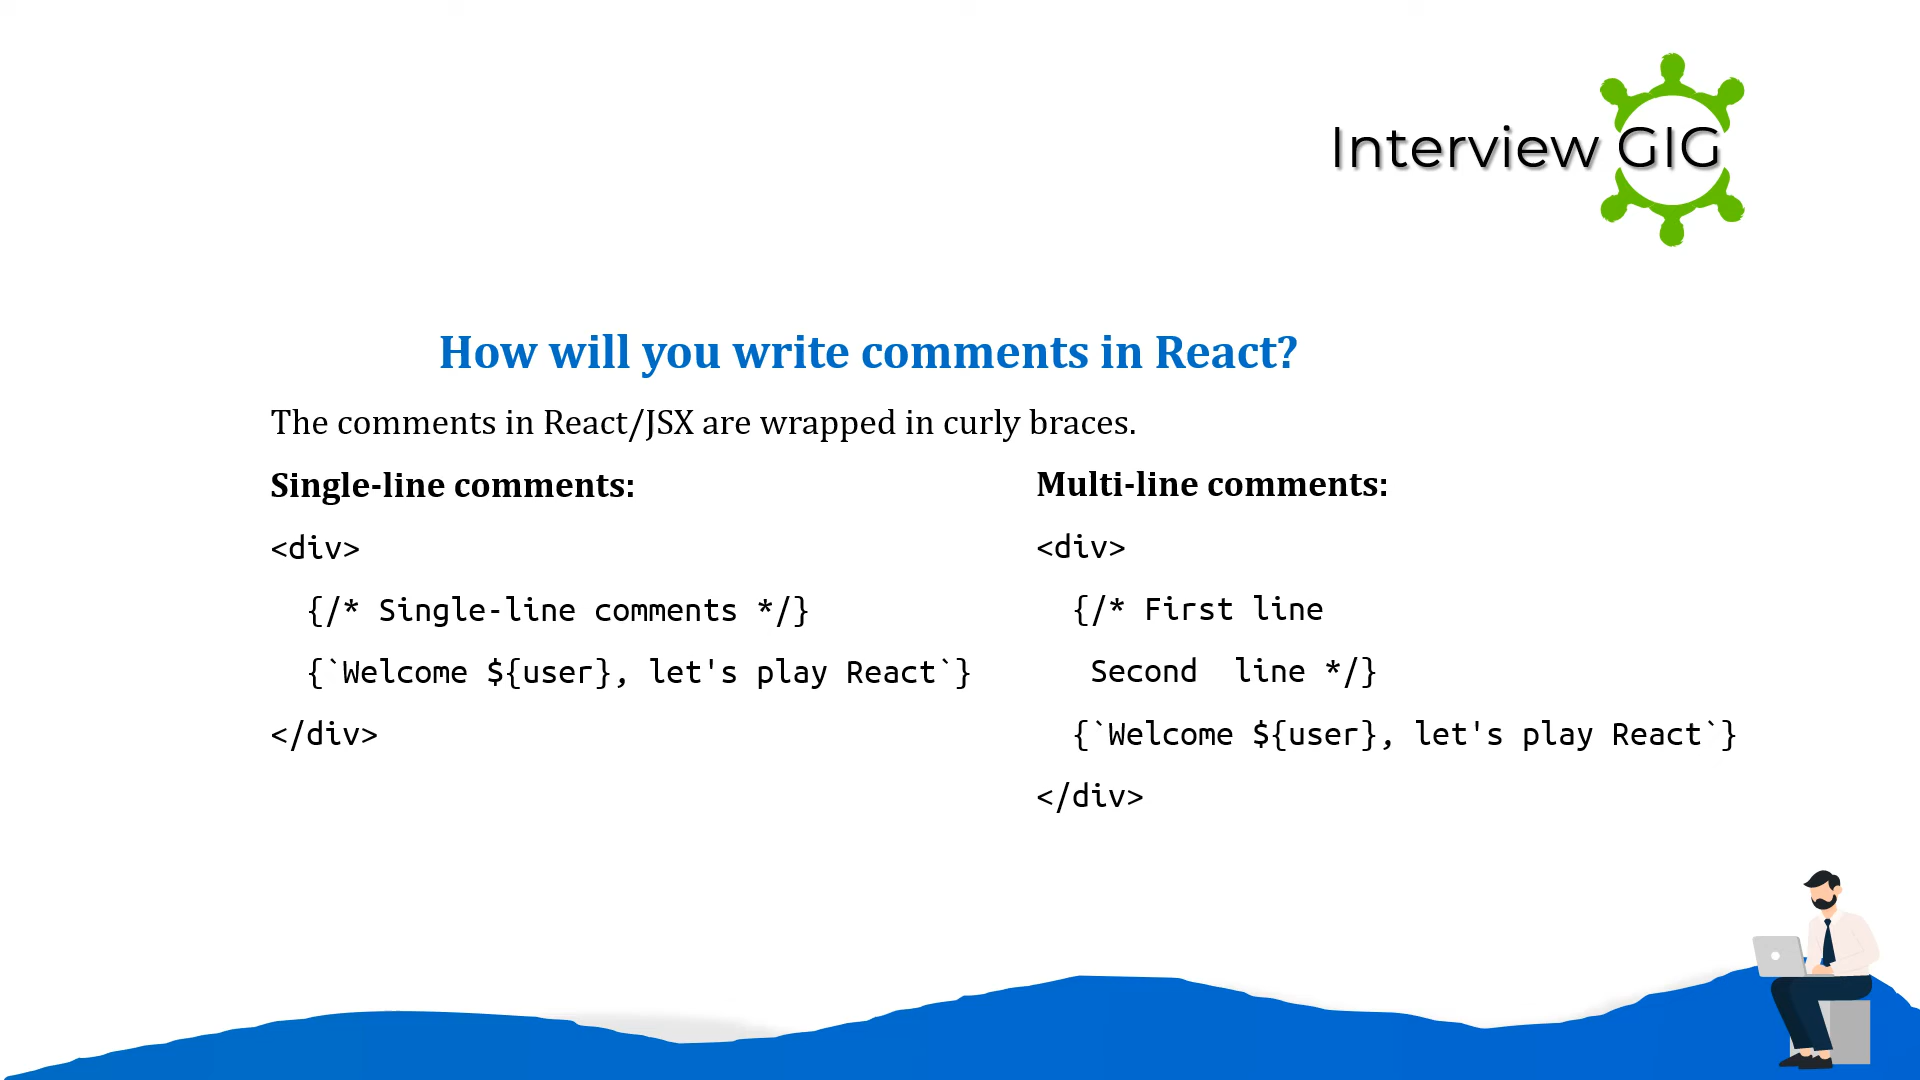 Interview GIG
How will you write comments in React?
The comments in React/JSX are wrapped in curly braces.
Single-line comments:
<div>
  {/* Single-line comments */}
  {`Welcome ${user}, let's play React`}
</div>
Multi-line comments:
<div>
  {/* First line
   Second  line */}
  {`Welcome ${user}, let's play React`}
</div>